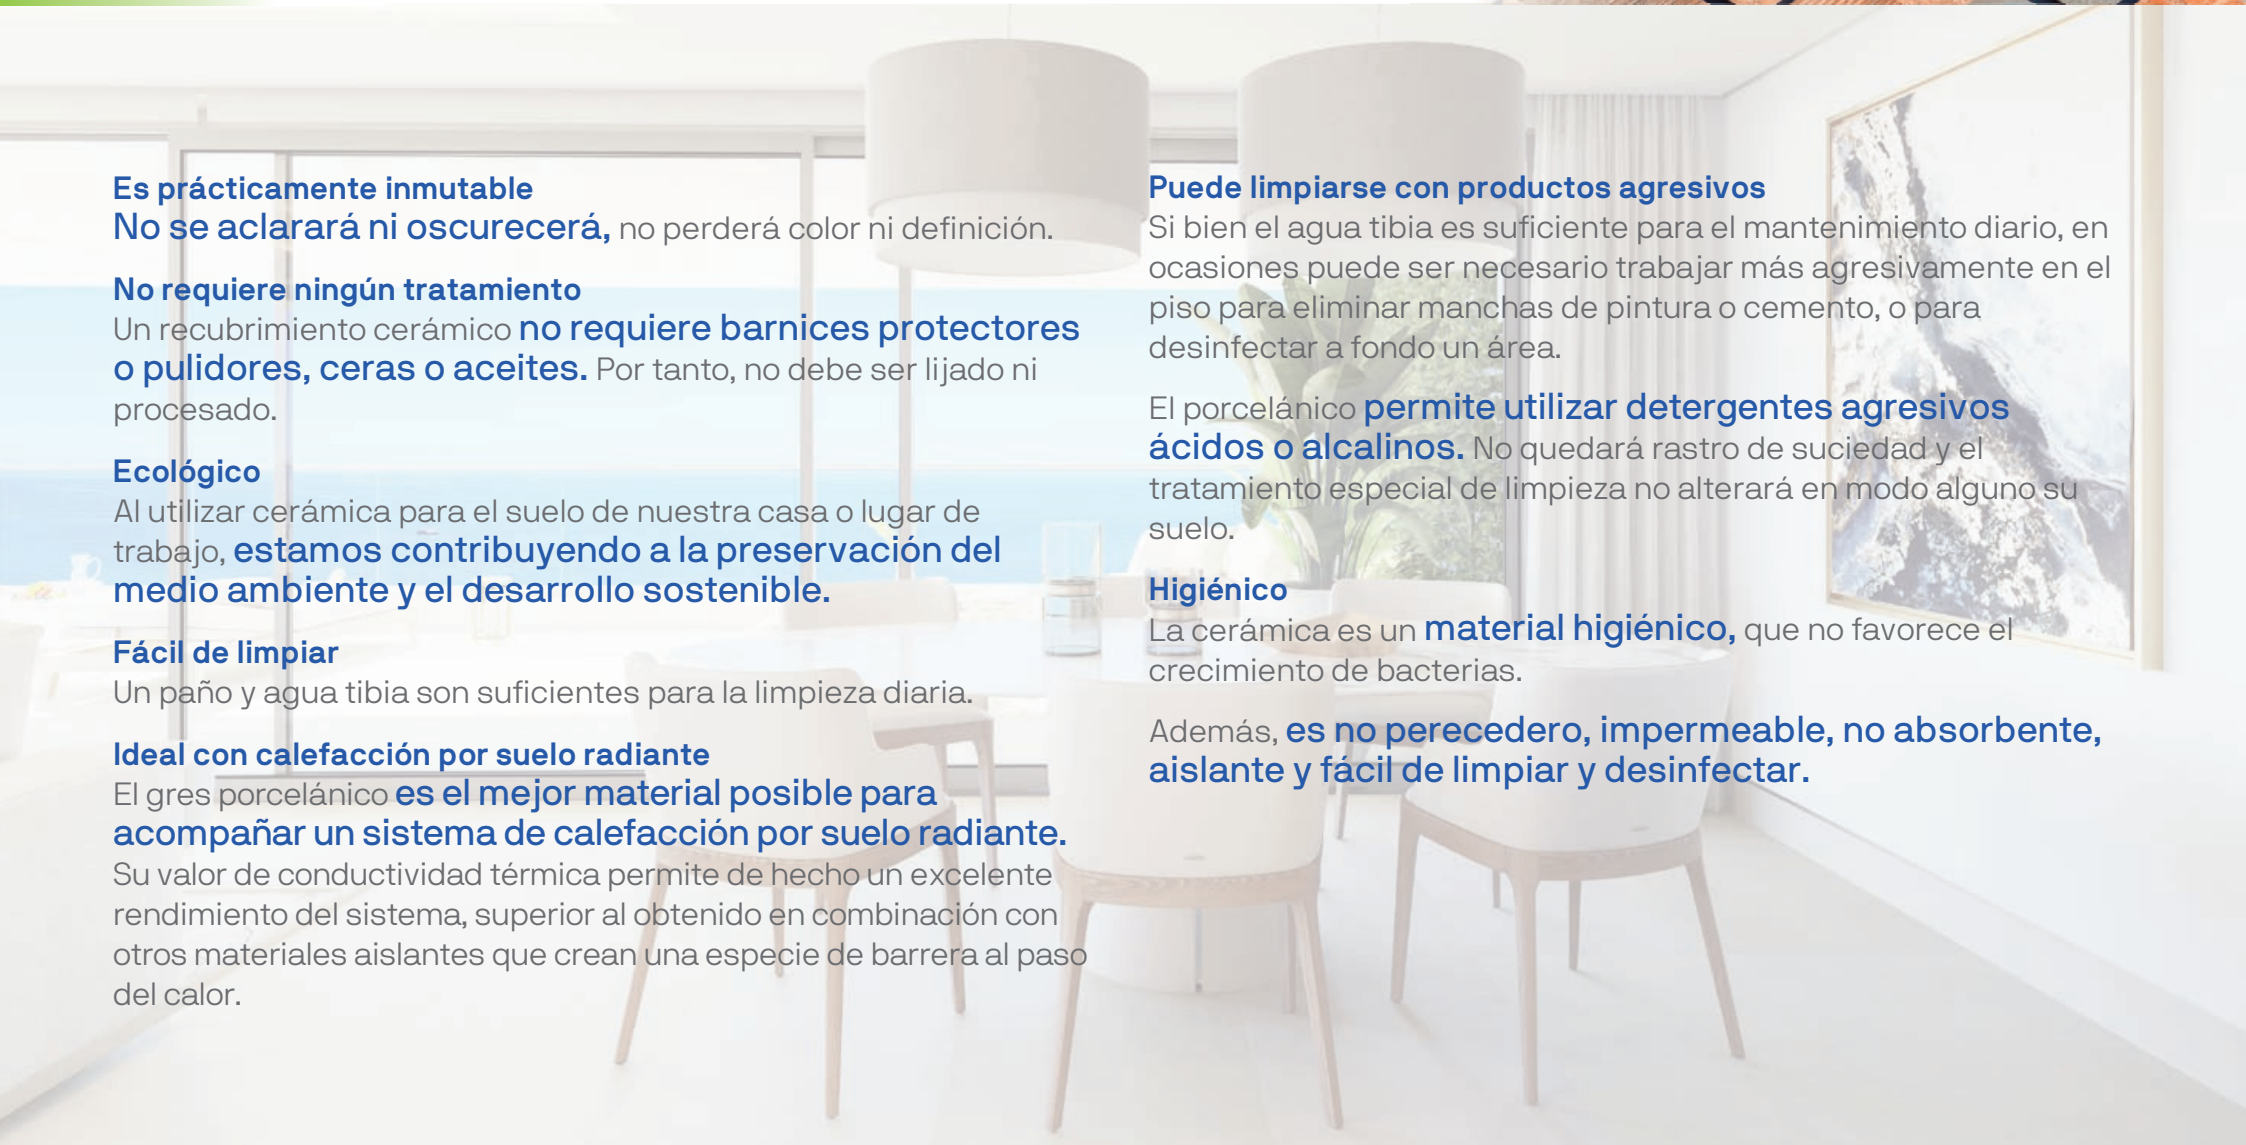 Es prácticamente inmutable
No se aclarará ni oscurecerá, no perderá color ni definición.
No requiere ningún tratamiento
Un recubrimiento cerámico no requiere barnices protectores
o pulidores, ceras o aceites. Por tanto, no debe ser lijado ni
procesado.
Ecológico
Al utilizar cerámica para el suelo de nuestra casa o lugar de
trabajo, estamos contribuyendo a la preservación del
medio ambiente y el desarrollo sostenible.
Fácil de limpiar
Un paño y agua tibia son suficientes para la limpieza diaria.
Ideal con calefacción por suelo radiante
El gres porcelánico es el mejor material posible para
acompañar un sistema de calefacción por suelo radiante.
Su valor de conductividad térmica permite de hecho un excelente
rendimiento del sistema, superior al obtenido en combinación con
otros materiales aislantes que crean una especie de barrera al paso
del calor.
Puede limpiarse con productos agresivos
Si bien el agua tibia es suficiente para el mantenimiento diario, en
ocasiones puede ser necesario trabajar más agresivamente en el
piso para eliminar manchas de pintura o cemento, o para
desinfectar a fondo un área.
El porcelánico permite utilizar detergentes agresivos
ácidos o alcalinos. No quedará rastro de suciedad y el
tratamiento especial de limpieza no alterará en modo alguno su
suelo.
Higiénico
La cerámica es un material higiénico, que no favorece el
crecimiento de bacterias.
Además, es no perecedero, impermeable, no absorbente,
aislante y fácil de limpiar y desinfectar.